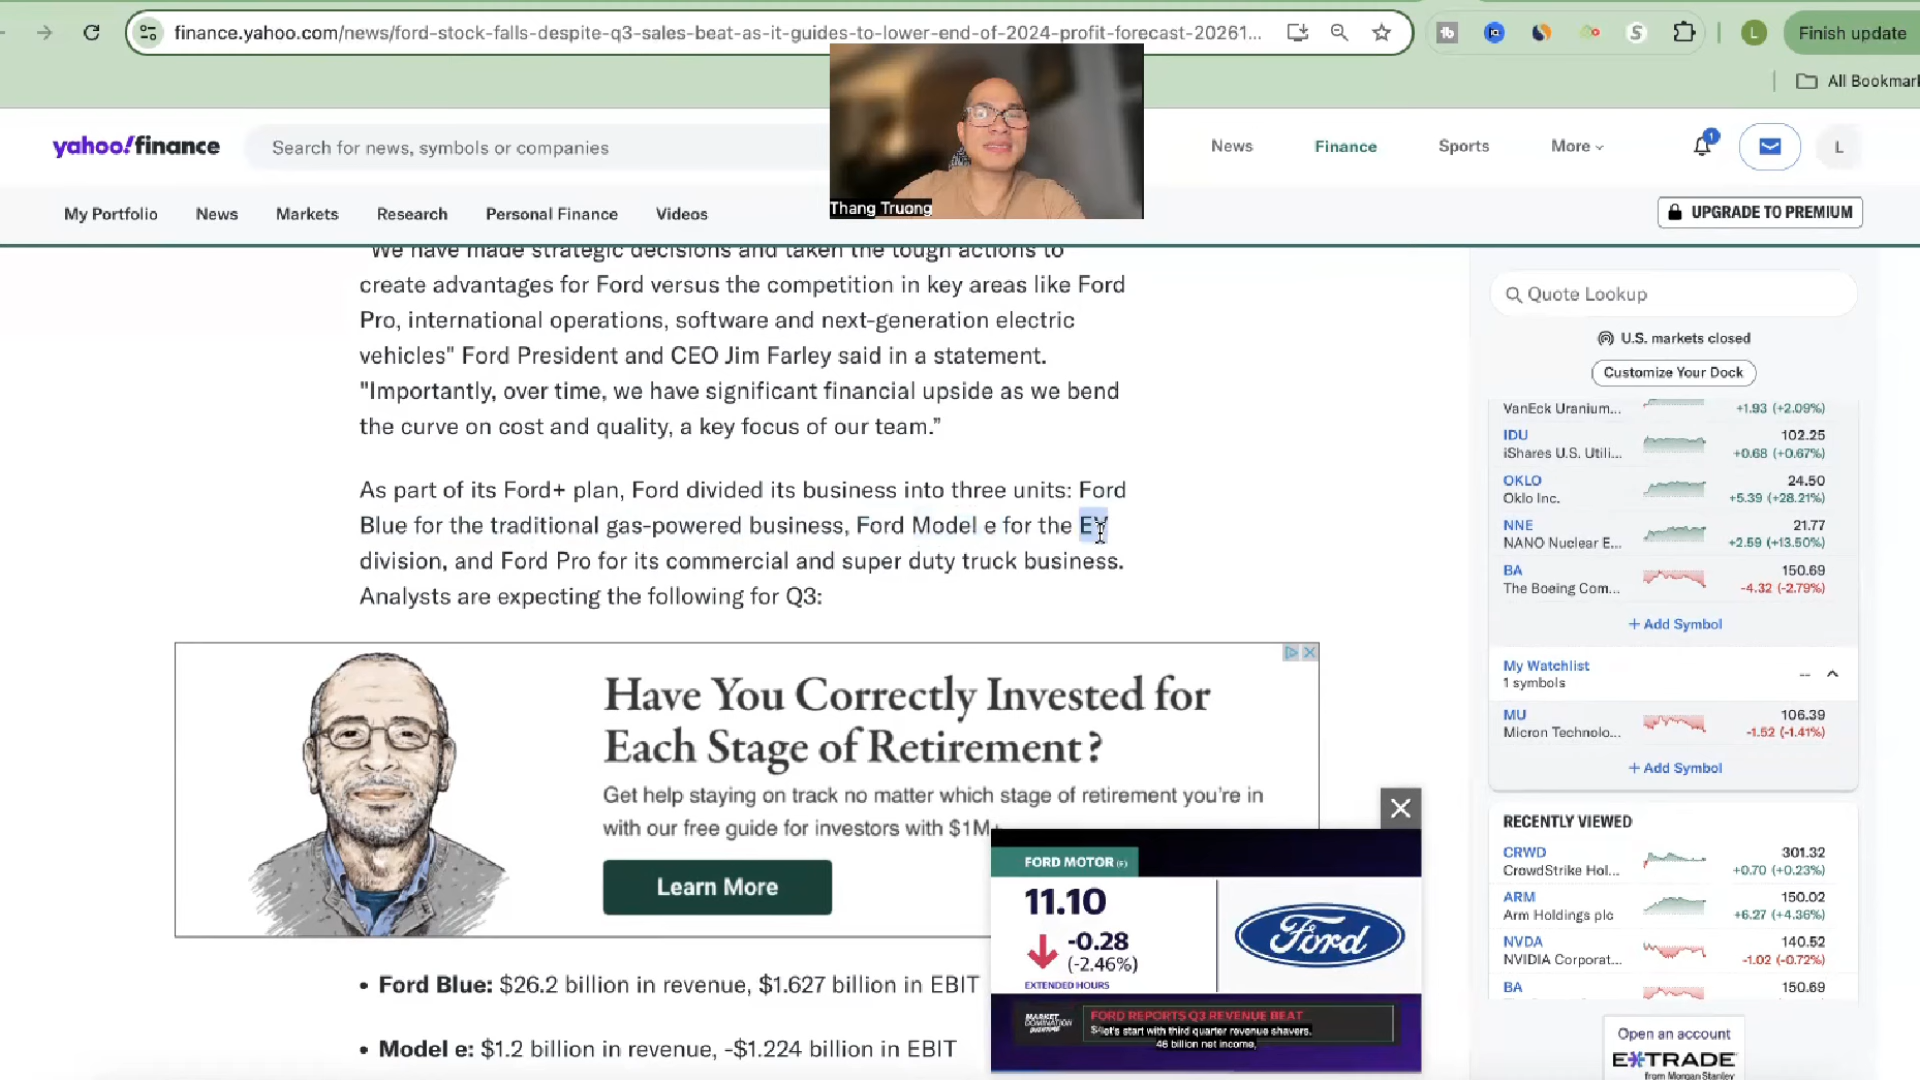 finance.yahoo.com/news/ford-stock-falls-despite-q3-sales-beat-as-it-guides-to-lower-end-of-2024-profit-forecast-20261...
L
Finish update
All Bookmark
yahoo!finance
Search for news, symbols or companies
News
Finance
Sports
More
1
L
Thang Truong
My Portfolio
News
Markets
Research
Personal Finance
Videos
UPGRADE TO PREMIUM
"We have made strategic decisions and taken the tough actions to
create advantages for Ford versus the competition in key areas like Ford
Pro, international operations, software and next-generation electric
vehicles" Ford President and CEO Jim Farley said in a statement.
"Importantly, over time, we have significant financial upside as we bend
the curve on cost and quality, a key focus of our team."
As part of its Ford+ plan, Ford divided its business into three units: Ford
Blue for the traditional gas-powered business, Ford Model e for the EV
division, and Ford Pro for its commercial and super duty truck business.
Analysts are expecting the following for Q3:
Have You Correctly Invested for
Each Stage of Retirement?
Get help staying on track no matter which stage of retirement you're in
with our free guide for investors with $1M+
Learn More
• Ford Blue: $26.2 billion in revenue, $1.627 billion in EBIT
• Model e: $1.2 billion in revenue, -$1.224 billion in EBIT
FORD MOTOR (F)
11.10
-0.28
(-2.46%)
EXTENDED HOURS
Ford
MARKET
DOMINATION
OVERTIME
FORD REPORTS Q3 REVENUE BEAT
let's start with third quarter revenue shavers.
46 billion net income,
Quote Lookup
U.S. markets closed
Customize Your Dock
VanEck Uranium... +1.93 (+2.09%)
IDU 102.25
iShares U.S. Utili... +0.68 (+0.67%)
OKLO 24.50
Oklo Inc. +5.39 (+28.21%)
NNE 21.77
NANO Nuclear E... +2.59 (+13.50%)
BA 150.69
The Boeing Com... -4.32 (-2.79%)
+ Add Symbol
My Watchlist --
1 symbols
MU 106.39
Micron Technolo... -1.52 (-1.41%)
+ Add Symbol
RECENTLY VIEWED
CRWD 301.32
CrowdStrike Hol... +0.70 (+0.23%)
ARM 150.02
Arm Holdings plc +6.27 (+4.36%)
NVDA 140.52
NVIDIA Corporat... -1.02 (-0.72%)
BA 150.69
Open an account
E*TRADE
from Morgan Stanley